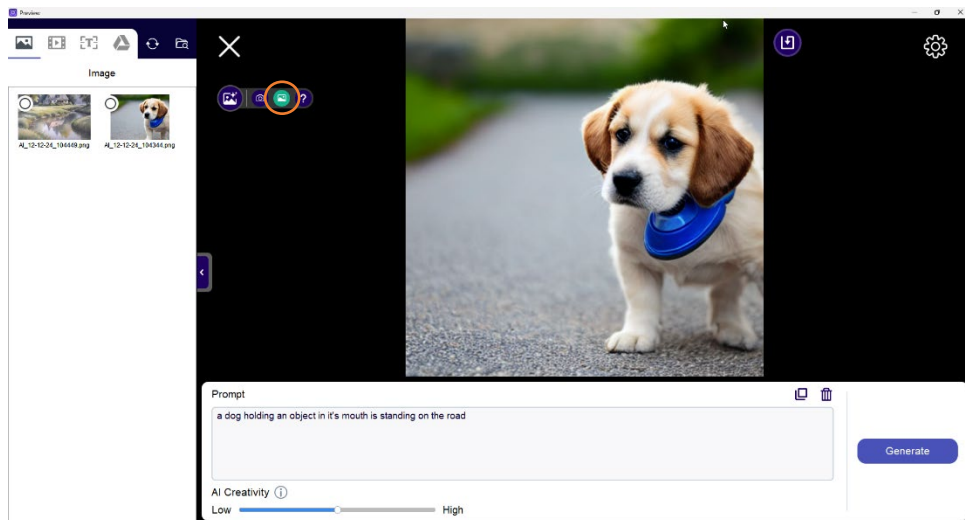 Previewer
Image
AI_12-12-24_104449.png
AI_12-12-24_104344.png
?
Prompt
a dog holding an object in it's mouth is standing on the road
Generate
AI Creativity
Low
High